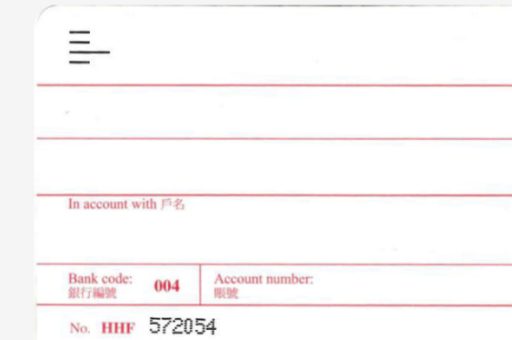 In account with 戶名
Bank code: 004 Account number:
銀行編號 賬號
No. HHF 572054